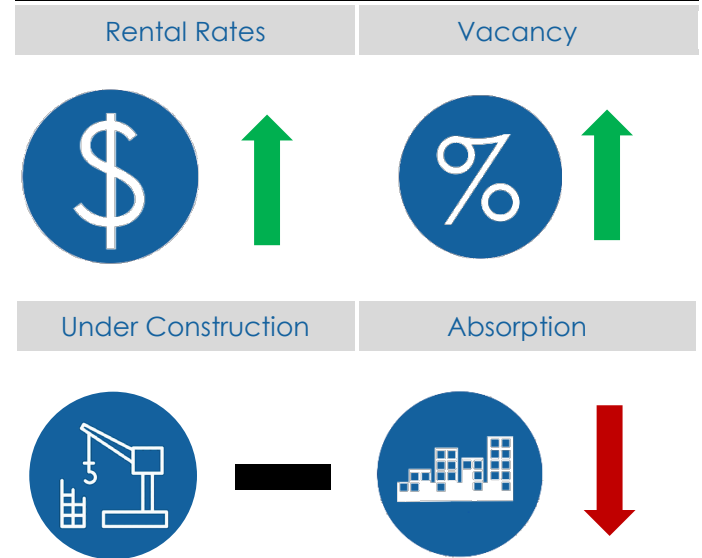 Rental Rates
Vacancy
$
%
Under Construction
Absorption